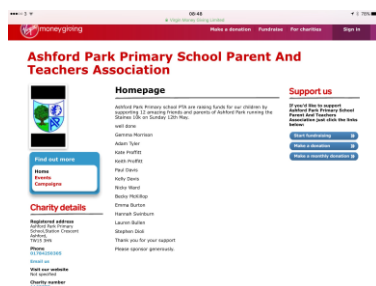 09:48
Virgin Money Giving Limited
78%
moneygiving
Make a donation Fundraise For charities Sign in
Ashford Park Primary School Parent And
Teachers Association
Homepage
Ashford Park Primary school PTA are raising funds for our children by
supporting 12 amazing friends and parents of Ashford Park running the
Staines 10k on Sunday 12th May.
well done
Gemma Morrison
Adam Tyler
Kate Proffitt
Keith Proffitt
Paul Davis
Kelly Davis
Nicky Ward
Becky McKillop
Emma Burton
Hannah Swinburn
Lauren Bullen
Stephen Dioli
Thank you for your support
Please sponsor generously.
Find out more
Home
Events
Campaigns
Charity details
Registered address
Ashford Park Primary
School,Station Crescent
Ashford,
TW15 3HN
Phone
Email us
Visit our website
Not specified
Charity number
Support us
If you'd like to support
Ashford Park Primary School
Parent And Teachers
Association just click the links
below:
Start fundraising
Make a donation
Make a monthly donation